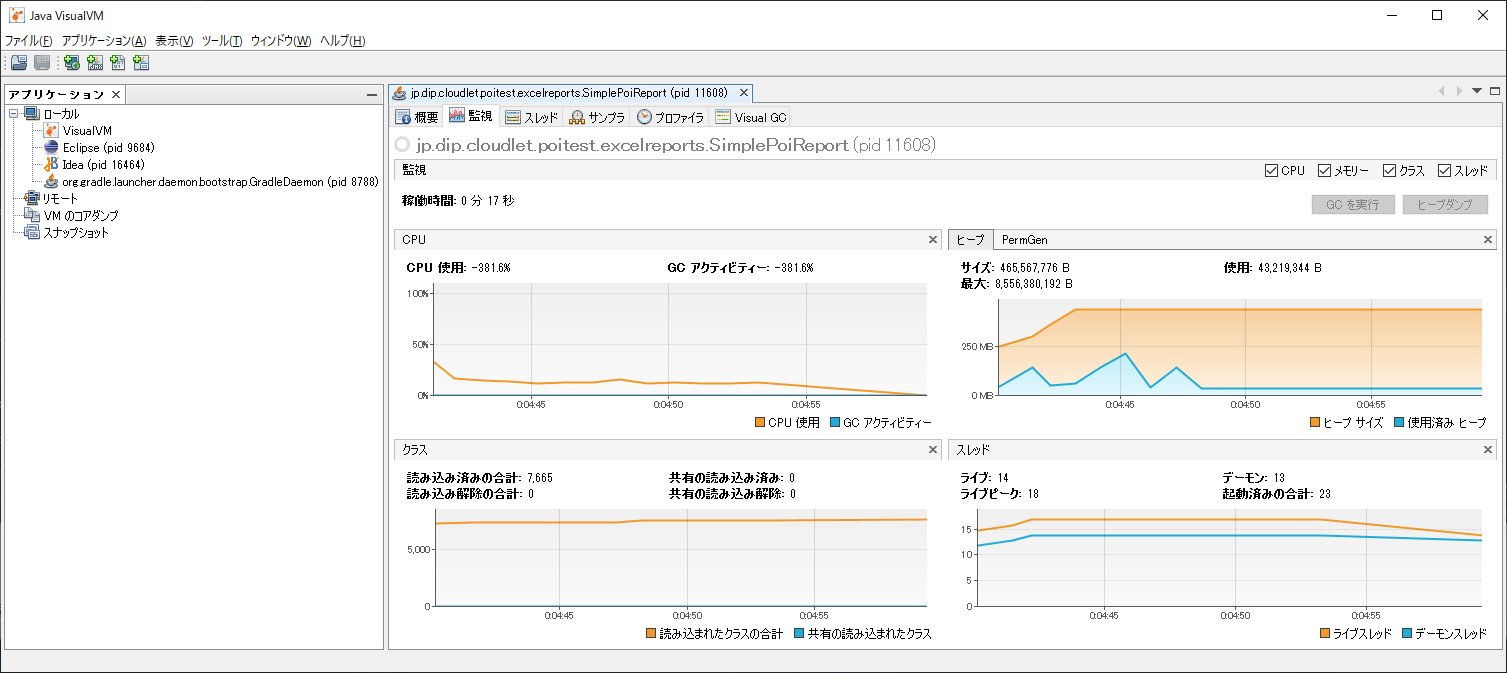 Java VisualVM
ファイル(F) アプリケーション(A) 表示(V) ツール(T) ウィンドウ(W) ヘルプ(H)
アプリケーション
ローカル
VisualVM
Eclipse (pid 9684)
Idea (pid 16464)
org.gradle.launcher.daemon.bootstrap.GradleDaemon (pid 8788)
リモート
VM のコアダンプ
スナップショット
jp.dip.cloudlet.poitest.excelreports.SimplePoiReport (pid 11608)
概要 監視 スレッド サンプラ プロファイラ Visual GC
jp.dip.cloudlet.poitest.excelreports.SimplePoiReport (pid 11608)
監視 CPU メモリー クラス スレッド
稼働時間: 0 分 17 秒
GC を実行 ヒープダンプ
CPU
CPU 使用: -381.6% GC アクティビティー: -381.6%
100%
50%
0%
0:04:45 0:04:50 0:04:55
CPU 使用 GC アクティビティー
ヒープ PermGen
サイズ: 465,567,776 B 使用: 43,219,344 B
最大: 8,556,380,192 B
250 MB
0 MB
0:04:45 0:04:50 0:04:55
ヒープ サイズ 使用済み ヒープ
クラス
読み込み済みの合計: 7,665 共有の読み込み済み: 0
読み込み解除の合計: 0 共有の読み込み解除: 0
5,000
0
0:04:45 0:04:50 0:04:55
読み込まれたクラスの合計 共有の読み込まれたクラス
スレッド
ライブ: 14 デーモン: 13
ライブピーク: 18 起動済みの合計: 23
15
10
5
0
0:04:45 0:04:50 0:04:55
ライブスレッド デーモンスレッド